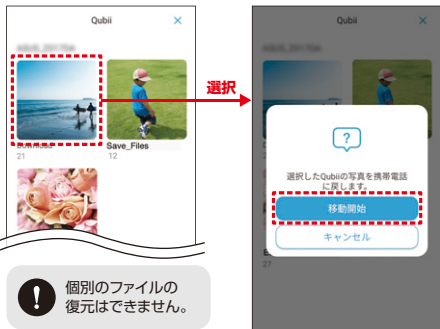 Qubii
×
Download
21
Save_Files
12
個別のファイルの
復元はできません。
選択
Qubii
×
選択したQubiiの写真を携帯電話
に戻します。
移動開始
キャンセル
27